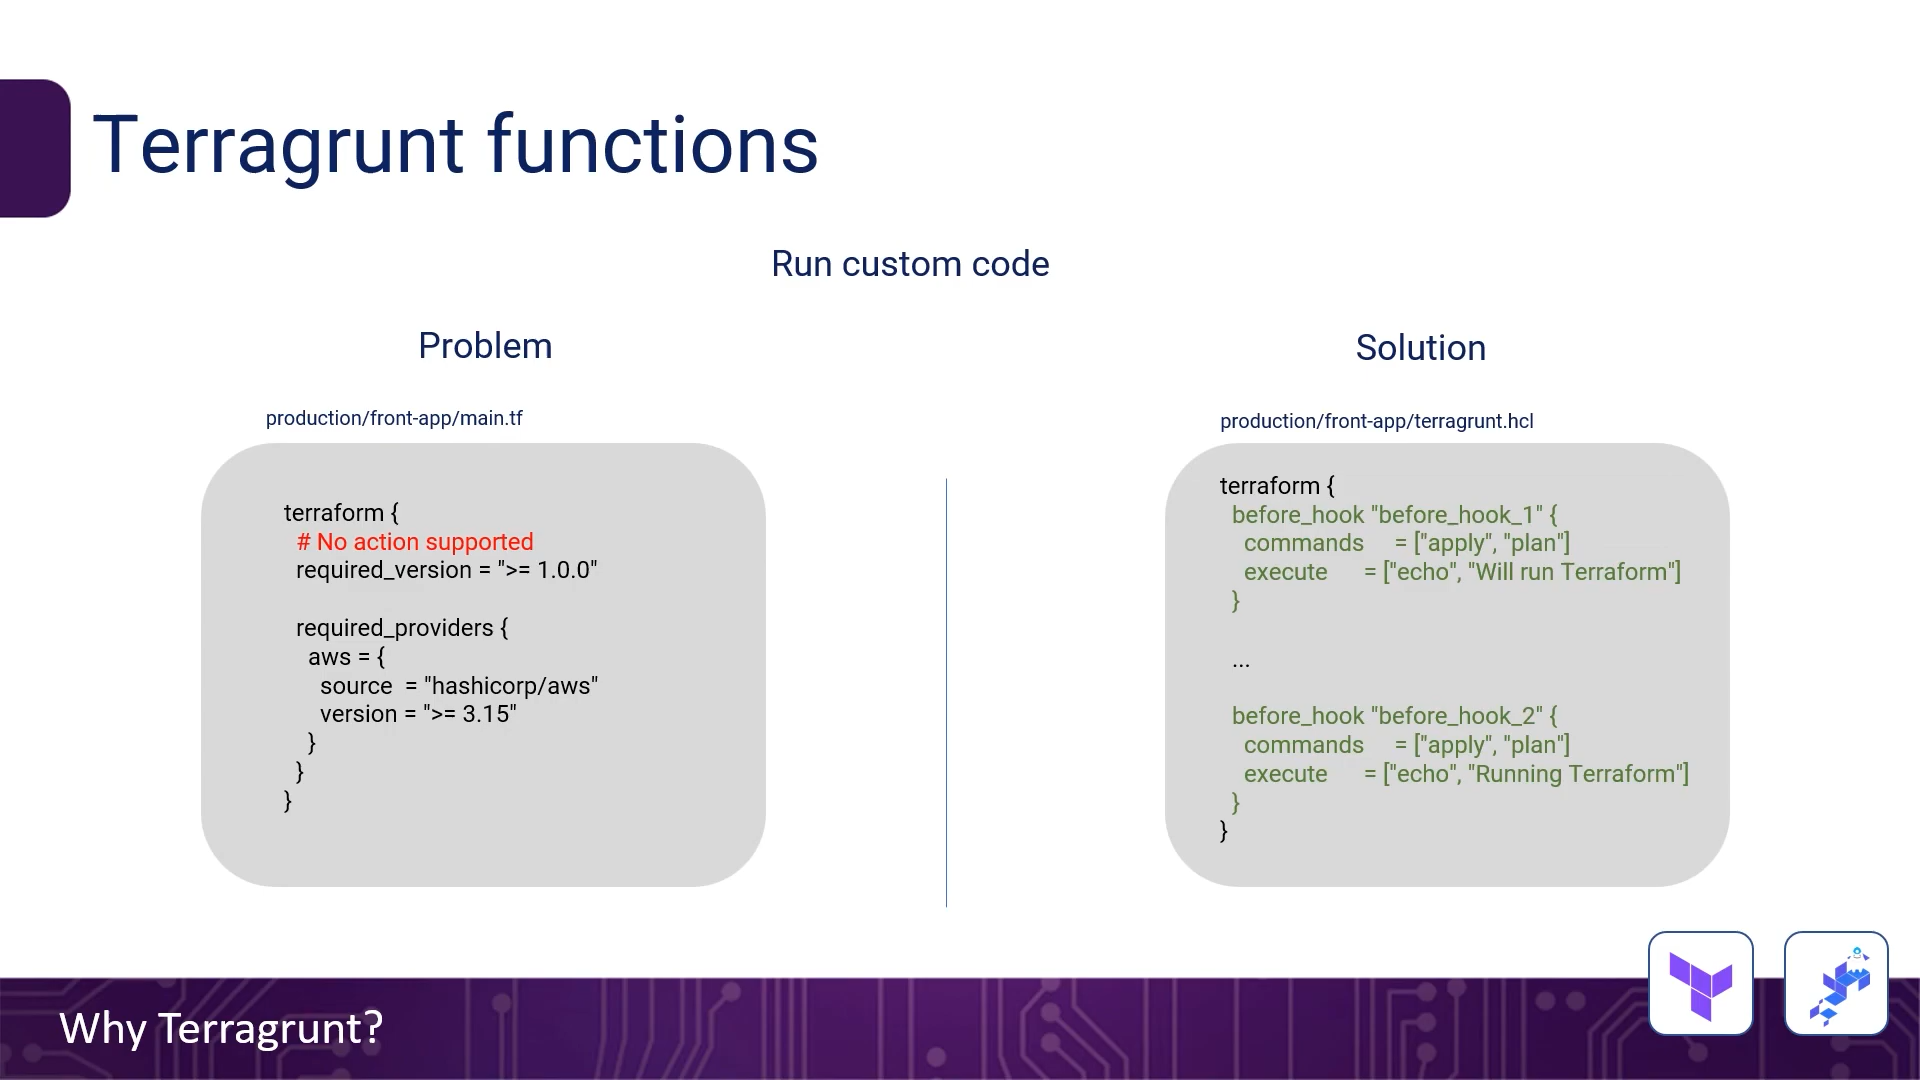 Terragrunt functions
Run custom code
Problem
production/front-app/main.tf
terraform {
  # No action supported
  required_version = ">= 1.0.0"

  required_providers {
    aws = {
      source  = "hashicorp/aws"
      version = ">= 3.15"
    }
  }
}
Solution
production/front-app/terragrunt.hcl
terraform {
  before_hook "before_hook_1" {
    commands     = ["apply", "plan"]
    execute      = ["echo", "Will run Terraform"]
  }

  ...

  before_hook "before_hook_2" {
    commands     = ["apply", "plan"]
    execute      = ["echo", "Running Terraform"]
  }
}
Why Terragrunt?